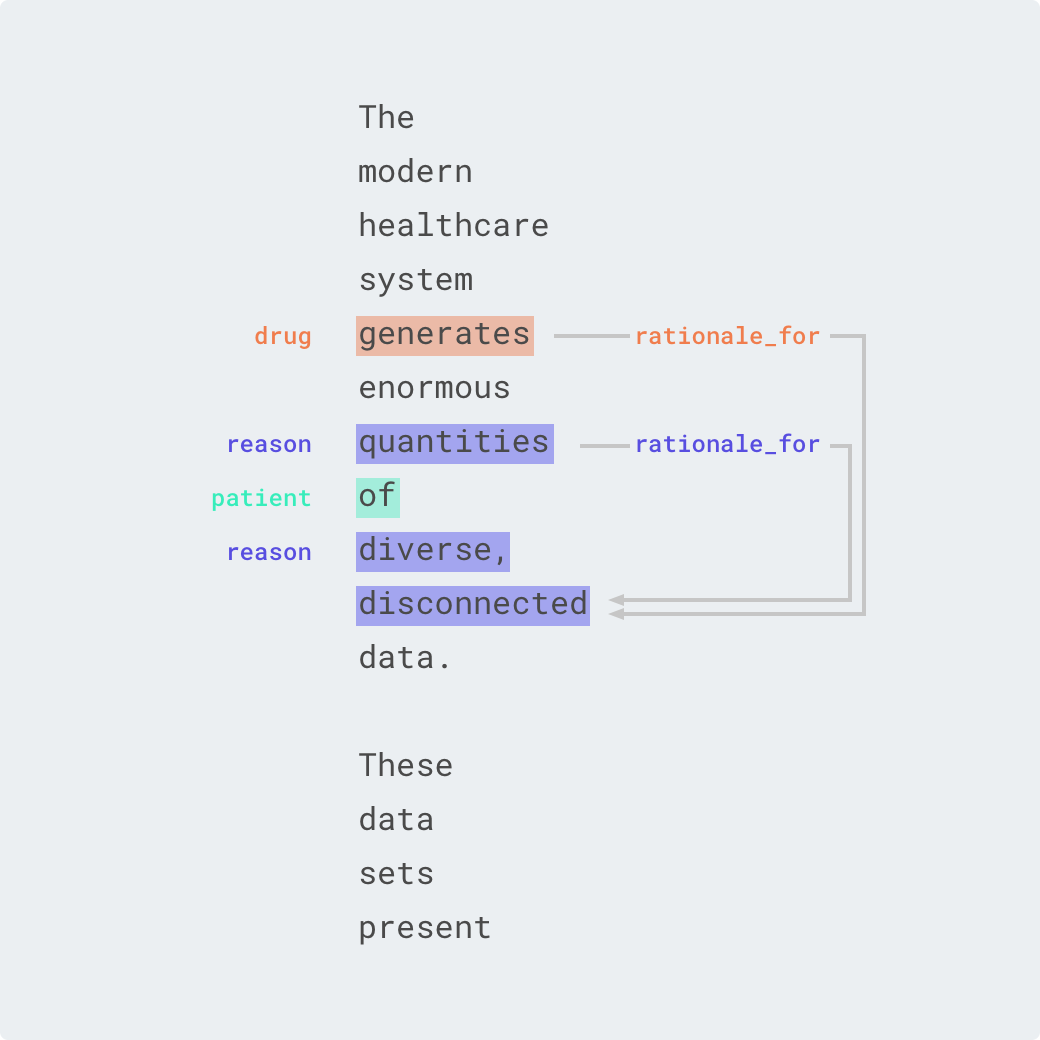 The
modern
healthcare
system
drug generates rationale_for
enormous
reason quantities rationale_for
patient of
reason diverse,
disconnected
data.
These
data
sets
present